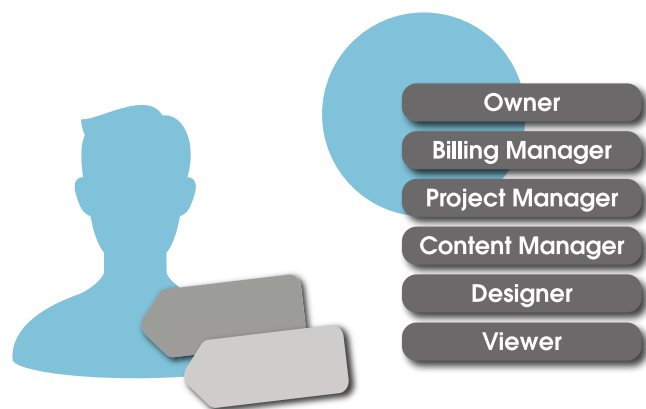 Owner
Billing Manager
Project Manager
Content Manager
Designer
Viewer